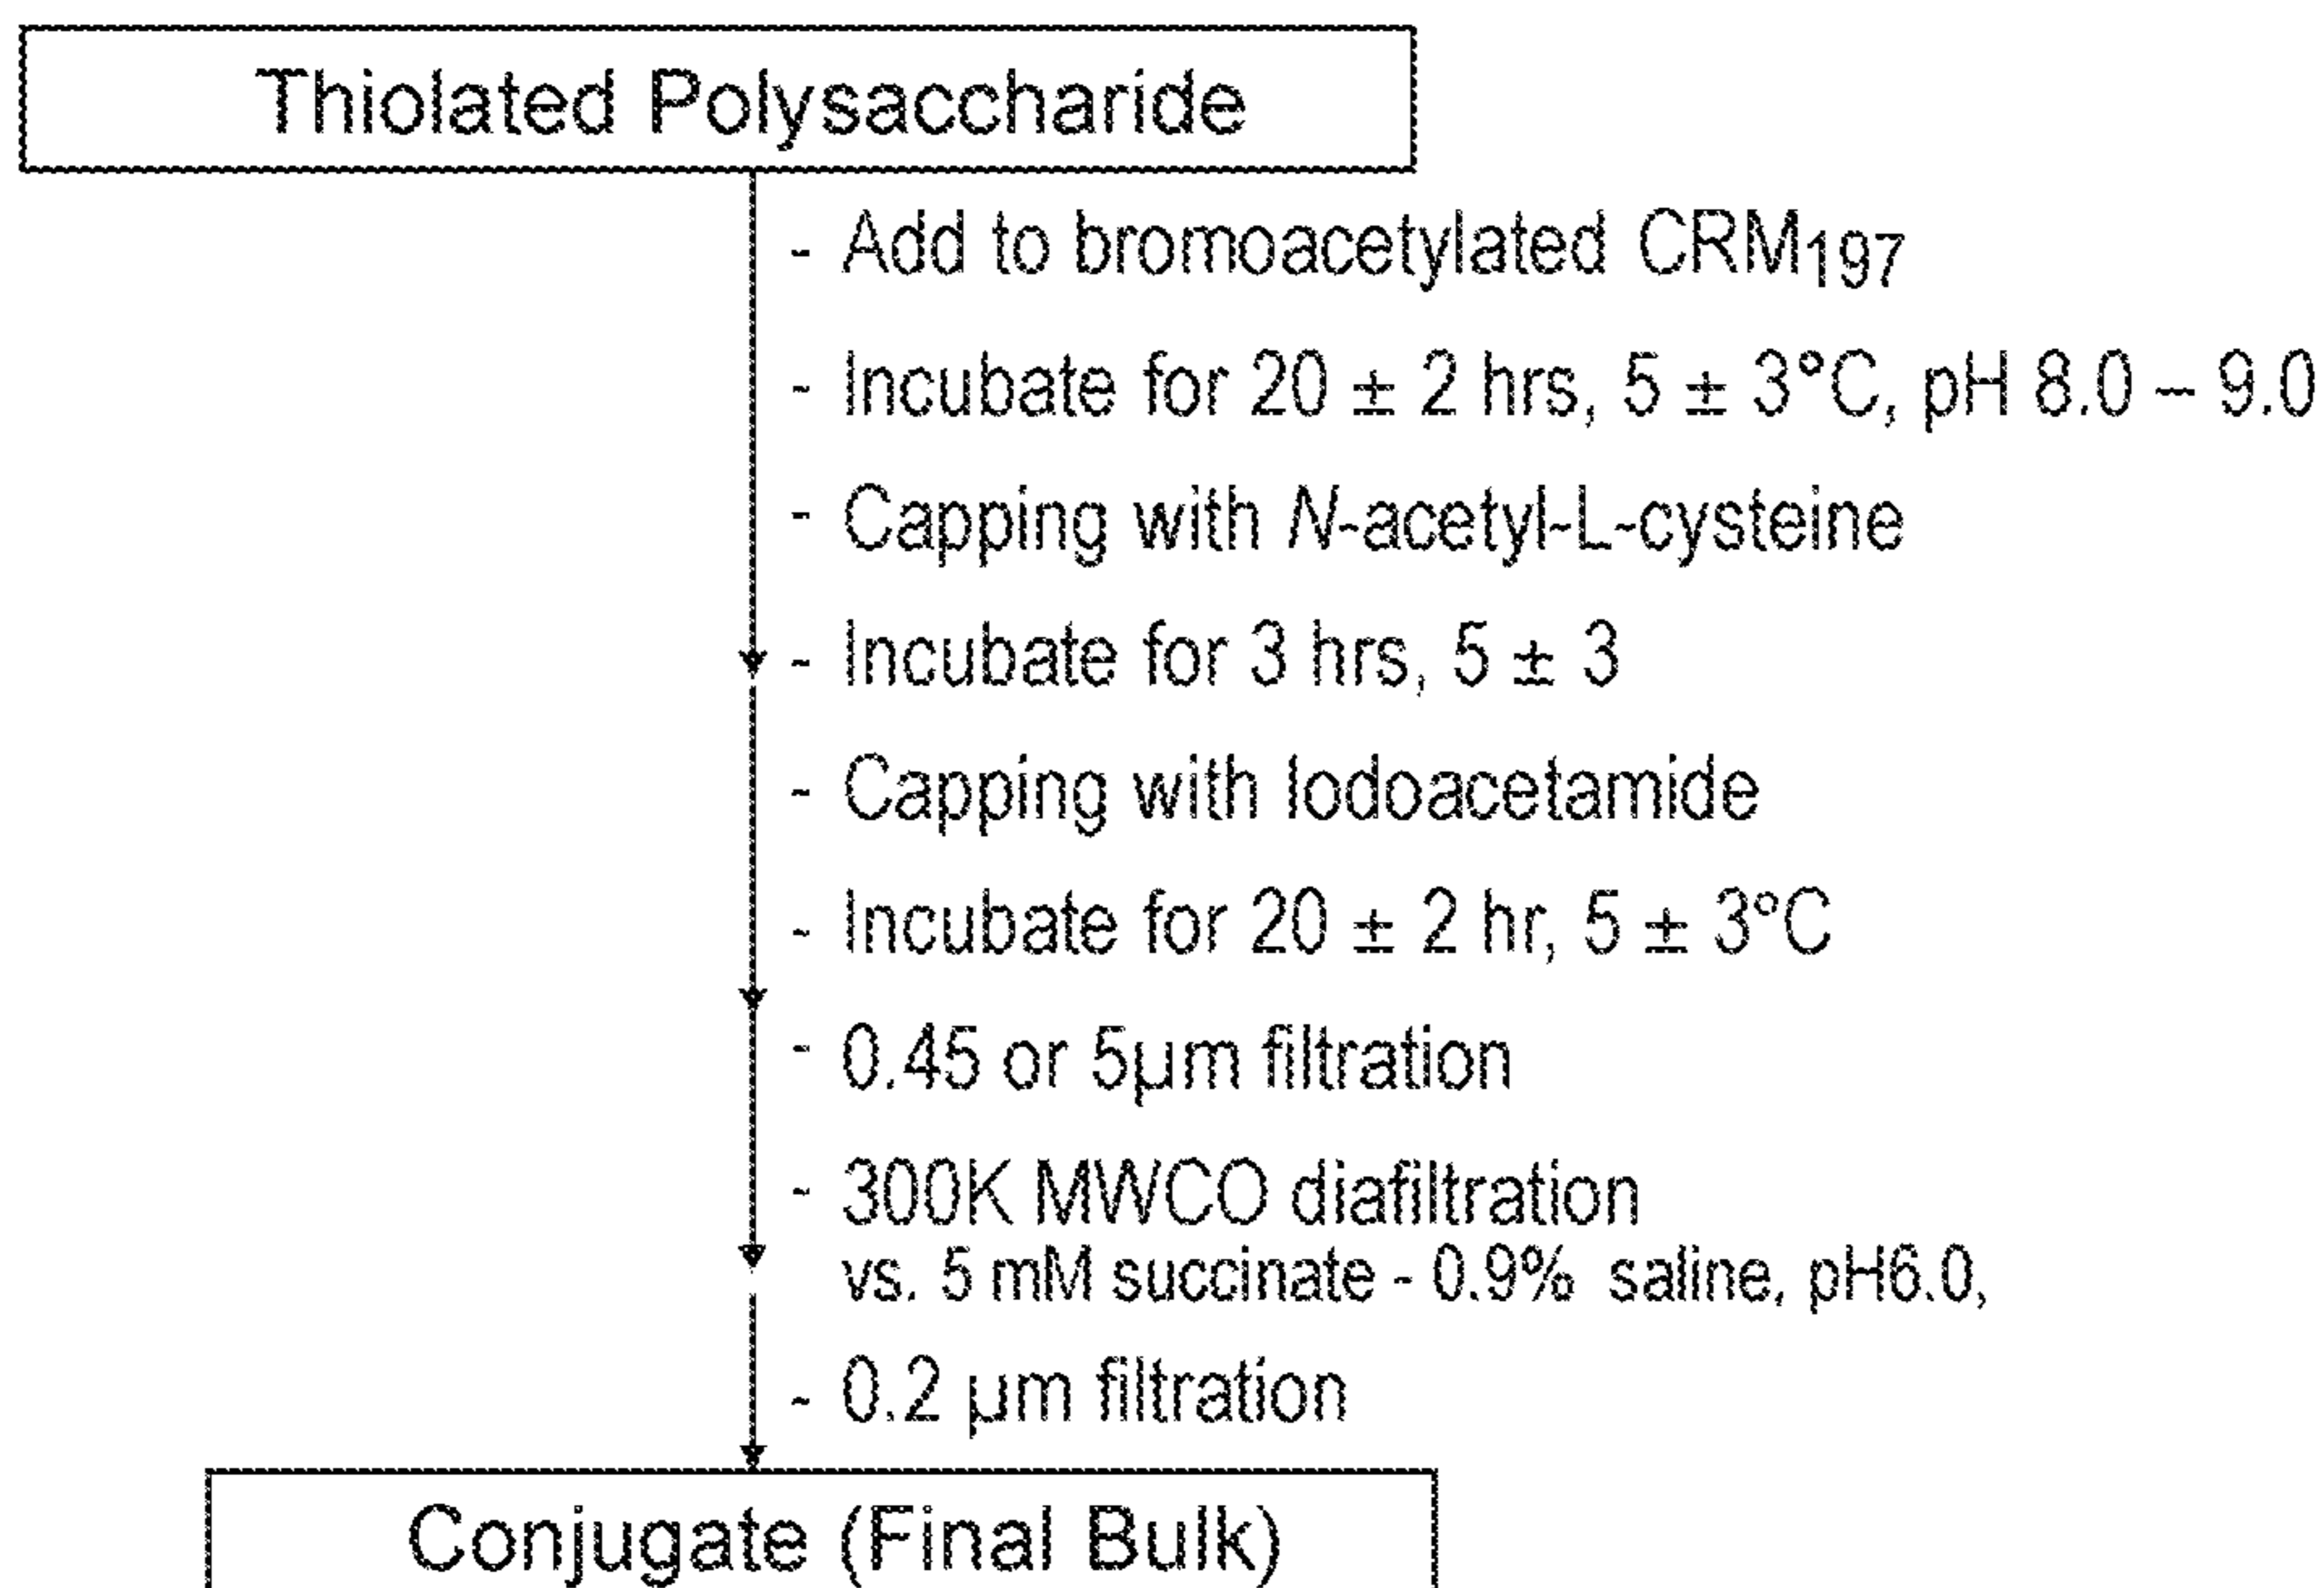 Thiolated Polysaccharide
- Add to bromoacetylated CRM197
- Incubate for 20 ± 2 hrs, 5 ± 3°C, pH 8.0 – 9.0
- Capping with N-acetyl-L-cysteine
- Incubate for 3 hrs, 5 ± 3
- Capping with Iodoacetamide
- Incubate for 20 ± 2 hr, 5 ± 3°C
- 0.45 or 5µm filtration
- 300K MWCO diafiltration
vs. 5 mM succinate - 0.9% saline, pH6.0,
- 0.2 µm filtration
Conjugate (Final Bulk)